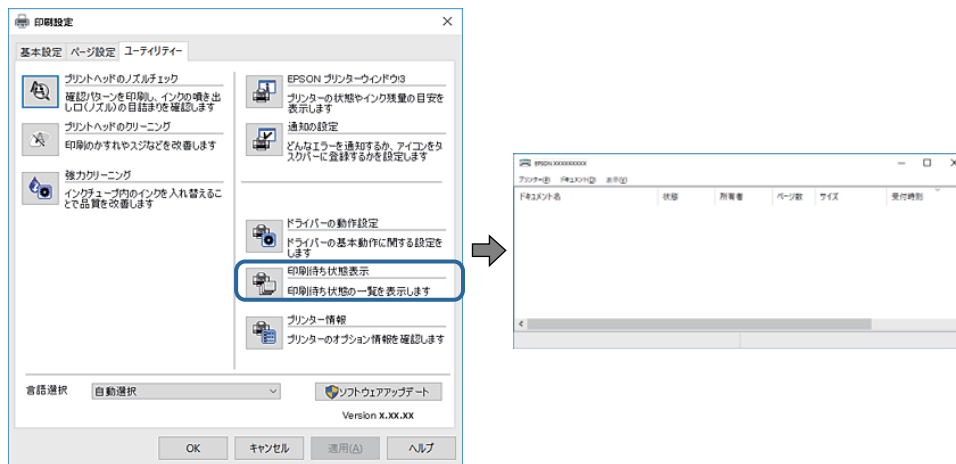 印刷設定
基本設定 ページ設定 ユーティリティー
プリントヘッドのノズルチェック
確認パターンを印刷し、インクの噴き出
し口(ノズル)の目詰まりを確認します
プリントヘッドのクリーニング
印刷のかすれやスジなどを改善します
強力クリーニング
インクチューブ内のインクを入れ替えるこ
とで品質を改善します
EPSON プリンターウィンドウ!3
プリンターの状態やインク残量の目安を
表示します
通知の設定
どんなエラーを通知するか、アイコンをタ
スクバーに登録するかを設定します
ドライバーの動作設定
ドライバーの基本動作に関する設定を
します
印刷待ち状態表示
印刷待ち状態の一覧を表示します
プリンター情報
プリンターのオプション情報を確認します
言語選択 自動選択
ソフトウェアアップデート
Version X.XX.XX
OK キャンセル 適用(A) ヘルプ
EPSON XXXXXXXXXX
プリンター(P) ドキュメント(D) 表示(V)
ドキュメント名 状態 所有者 ページ数 サイズ 受付時刻